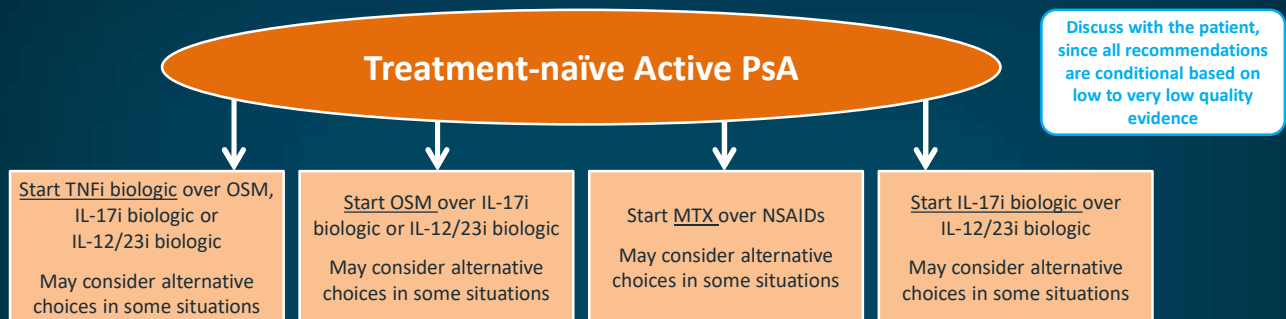 Treatment-naïve Active PsA
Discuss with the patient,
since all recommendations
are conditional based on
low to very low quality
evidence
Start TNFi biologic over OSM,
IL-17i biologic or
IL-12/23i biologic
May consider alternative
choices in some situations
Start OSM over IL-17i
biologic or IL-12/23i biologic
May consider alternative
choices in some situations
Start MTX over NSAIDs
May consider alternative
choices in some situations
Start IL-17i biologic over
IL-12/23i biologic
May consider alternative
choices in some situations